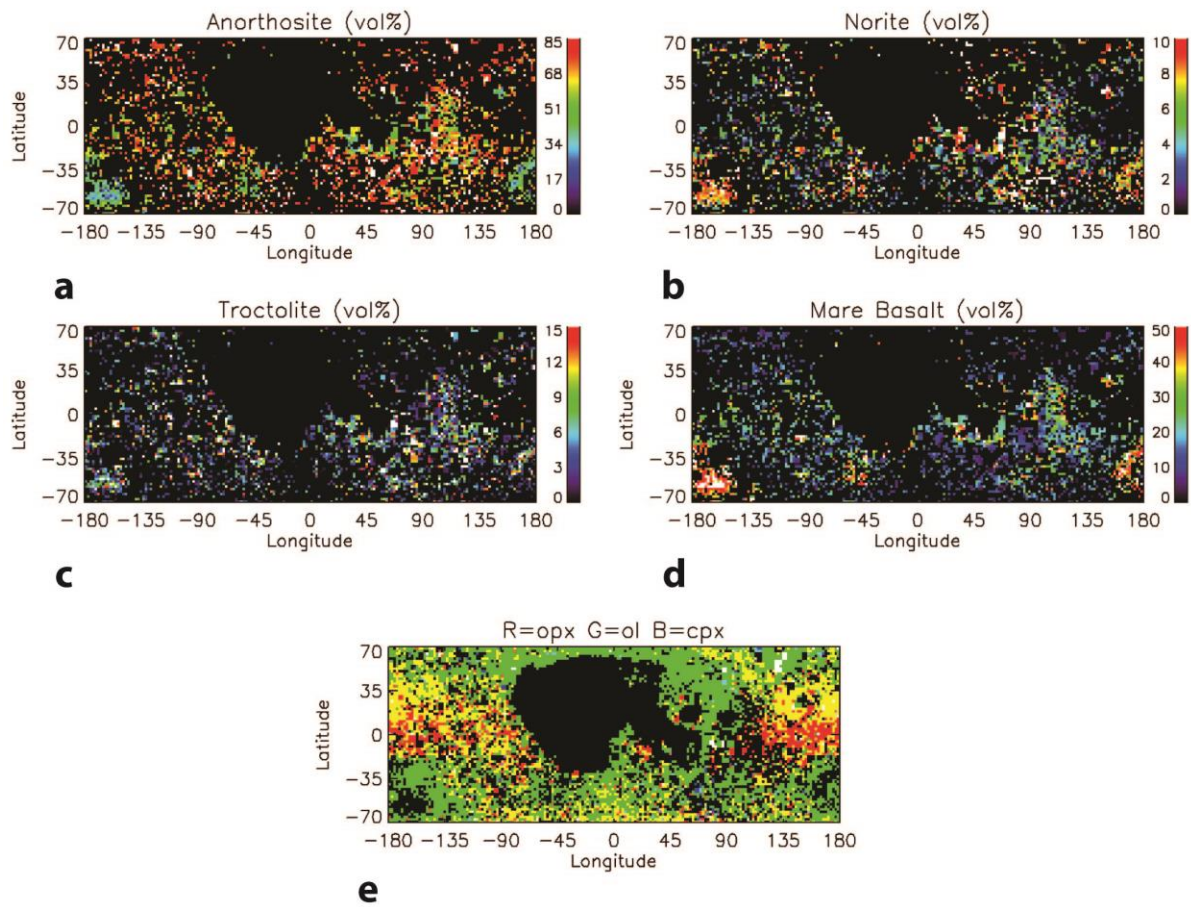 Anorthosite (vol%)
70
35
0
−35
−70
Latitude
−180 −135 −90 −45 0 45 90 135 180
Longitude
85
68
51
34
17
0
a
Norite (vol%)
70
35
0
−35
−70
Latitude
−180 −135 −90 −45 0 45 90 135 180
Longitude
10
8
6
4
2
0
b
Troctolite (vol%)
70
35
0
−35
−70
Latitude
−180 −135 −90 −45 0 45 90 135 180
Longitude
15
12
9
6
3
0
c
Mare Basalt (vol%)
70
35
0
−35
−70
Latitude
−180 −135 −90 −45 0 45 90 135 180
Longitude
50
40
30
20
10
0
d
R=opx G=ol B=cpx
70
35
0
−35
−70
Latitude
−180 −135 −90 −45 0 45 90 135 180
Longitude
e